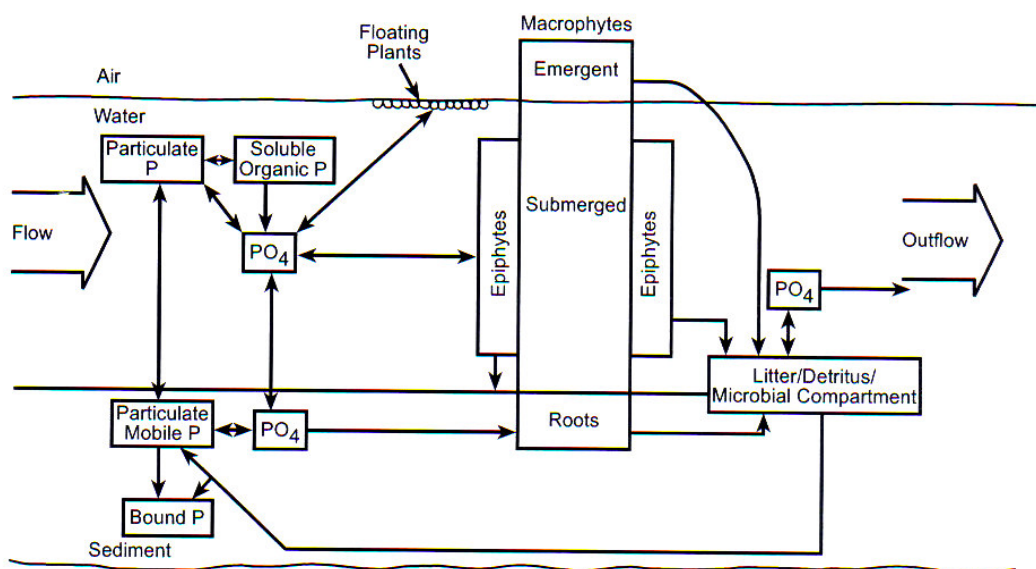 Macrophytes
Floating
Plants
Emergent
Air
Water
Particulate
P
Soluble
Organic P
Flow
PO4
Epiphytes
Submerged
Epiphytes
Outflow
PO4
Litter/Detritus/
Microbial Compartment
Particulate
Mobile P
PO4
Roots
Bound P
Sediment